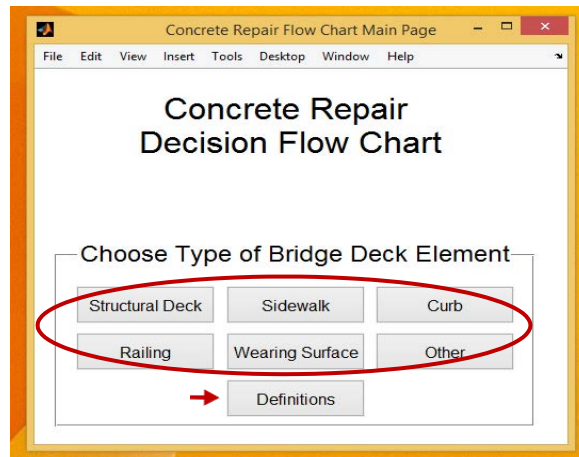 Concrete Repair Flow Chart Main Page
File Edit View Insert Tools Desktop Window Help
Concrete Repair
Decision Flow Chart
Choose Type of Bridge Deck Element
Structural Deck Sidewalk Curb
Railing Wearing Surface Other
Definitions